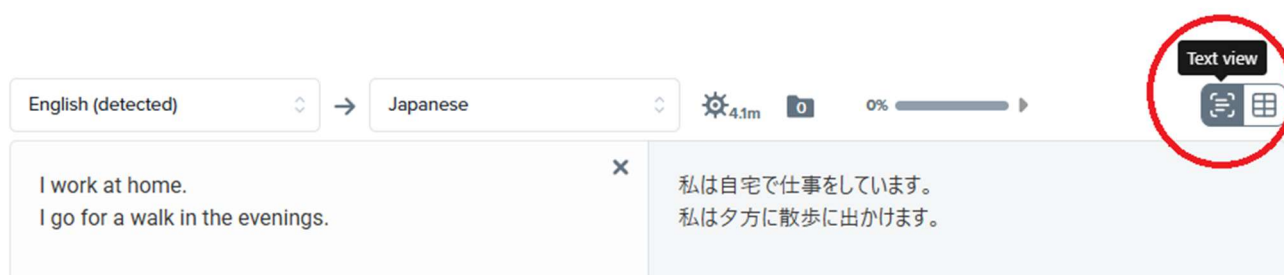 Text view
English (detected) → Japanese 4.1m 0 0%
I work at home.
I go for a walk in the evenings.
私は自宅で仕事をしています。
私は夕方に散歩に出かけます。